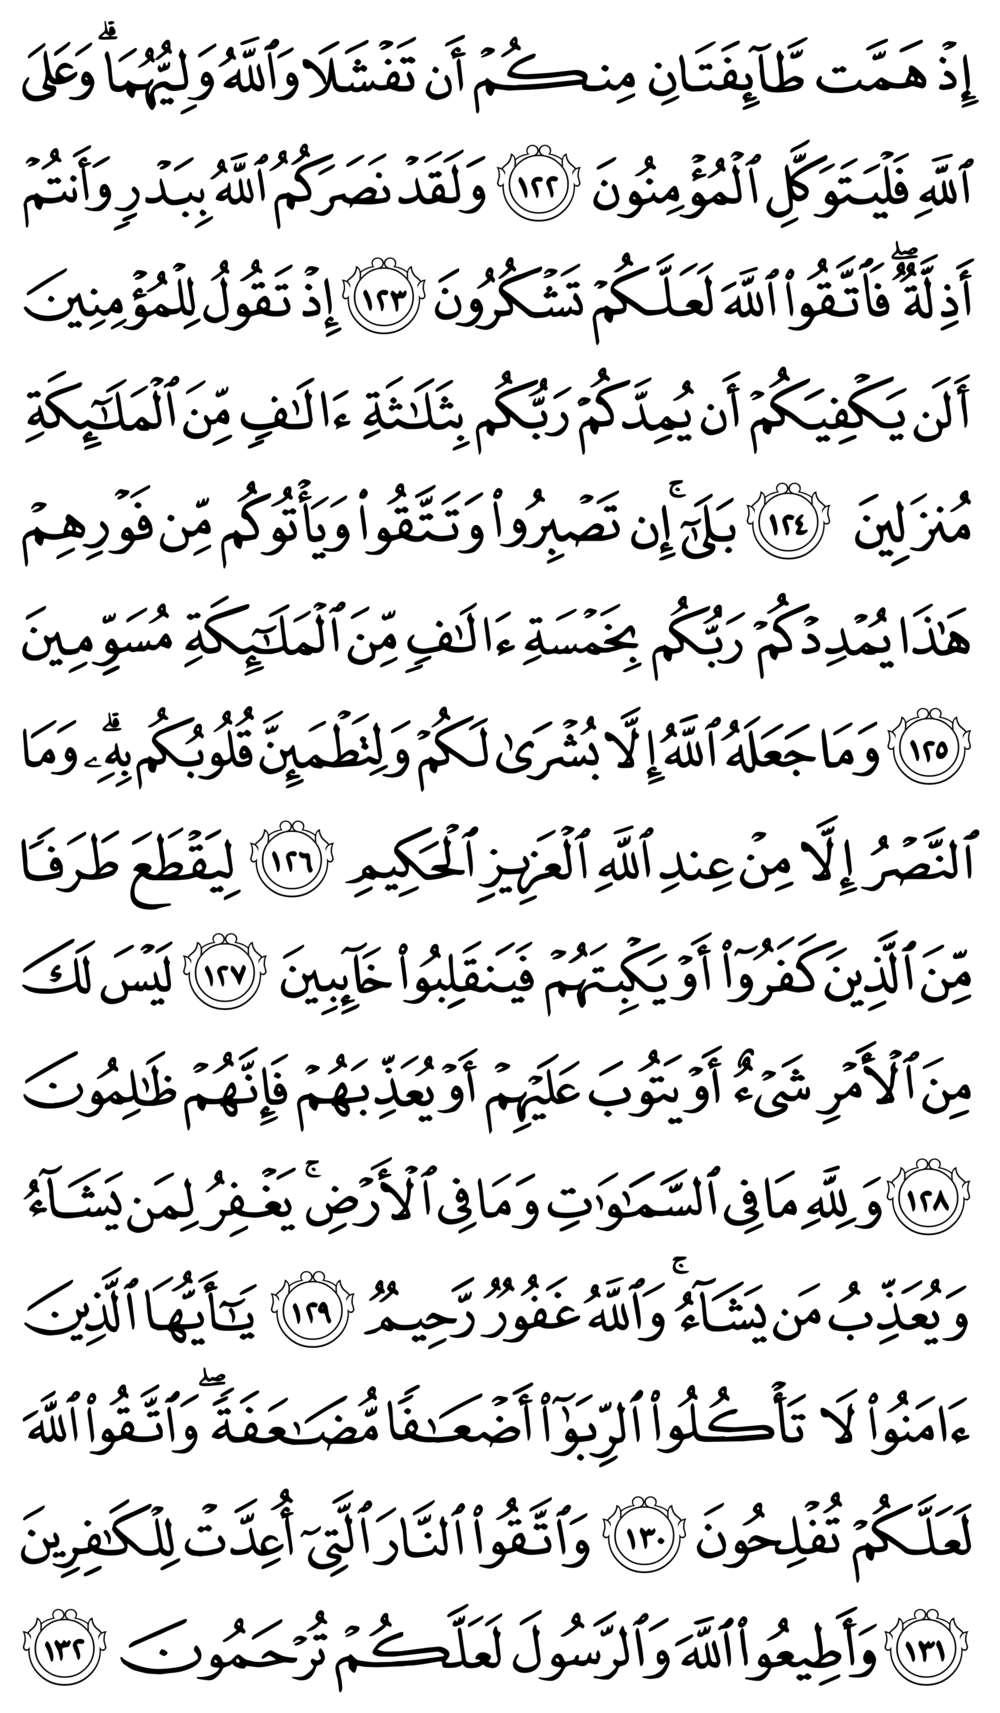 إِذْ هَمَّت طَّآئِفَتَانِ مِنكُمْ أَن تَفْشَلَا وَٱللَّهُ وَلِيُّهُمَا ۗ وَعَلَى
ٱللَّهِ فَلْيَتَوَكَّلِ ٱلْمُؤْمِنُونَ ١٢٢ وَلَقَدْ نَصَرَكُمُ ٱللَّهُ بِبَدْرٍ وَأَنتُمْ
أَذِلَّةٌ ۖ فَٱتَّقُوا۟ ٱللَّهَ لَعَلَّكُمْ تَشْكُرُونَ ١٢٣ إِذْ تَقُولُ لِلْمُؤْمِنِينَ
أَلَن يَكْفِيَكُمْ أَن يُمِدَّكُمْ رَبُّكُم بِثَلَـٰثَةِ ءَالَـٰفٍ مِّنَ ٱلْمَلَـٰٓئِكَةِ
مُنزَلِينَ ١٢٤ بَلَىٰٓ ۚ إِن تَصْبِرُوا۟ وَتَتَّقُوا۟ وَيَأْتُوكُم مِّن فَوْرِهِمْ
هَـٰذَا يُمْدِدْكُمْ رَبُّكُم بِخَمْسَةِ ءَالَـٰفٍ مِّنَ ٱلْمَلَـٰٓئِكَةِ مُسَوِّمِينَ
١٢٥ وَمَا جَعَلَهُ ٱللَّهُ إِلَّا بُشْرَىٰ لَكُمْ وَلِتَطْمَئِنَّ قُلُوبُكُم بِهِۦ ۗ وَمَا
ٱلنَّصْرُ إِلَّا مِنْ عِندِ ٱللَّهِ ٱلْعَزِيزِ ٱلْحَكِيمِ ١٢٦ لِيَقْطَعَ طَرَفًا
مِّنَ ٱلَّذِينَ كَفَرُوٓا۟ أَوْ يَكْبِتَهُمْ فَيَنقَلِبُوا۟ خَآئِبِينَ ١٢٧ لَيْسَ لَكَ
مِنَ ٱلْأَمْرِ شَىْءٌ أَوْ يَتُوبَ عَلَيْهِمْ أَوْ يُعَذِّبَهُمْ فَإِنَّهُمْ ظَـٰلِمُونَ
١٢٨ وَلِلَّهِ مَا فِى ٱلسَّمَـٰوَٰتِ وَمَا فِى ٱلْأَرْضِ ۚ يَغْفِرُ لِمَن يَشَآءُ
وَيُعَذِّبُ مَن يَشَآءُ ۚ وَٱللَّهُ غَفُورٌ رَّحِيمٌ ١٢٩ يَـٰٓأَيُّهَا ٱلَّذِينَ
ءَامَنُوا۟ لَا تَأْكُلُوا۟ ٱلرِّبَوٰٓا۟ أَضْعَـٰفًا مُّضَـٰعَفَةً ۖ وَٱتَّقُوا۟ ٱللَّهَ
لَعَلَّكُمْ تُفْلِحُونَ ١٣٠ وَٱتَّقُوا۟ ٱلنَّارَ ٱلَّتِىٓ أُعِدَّتْ لِلْكَـٰفِرِينَ
١٣١ وَأَطِيعُوا۟ ٱللَّهَ وَٱلرَّسُولَ لَعَلَّكُمْ تُرْحَمُونَ ١٣٢